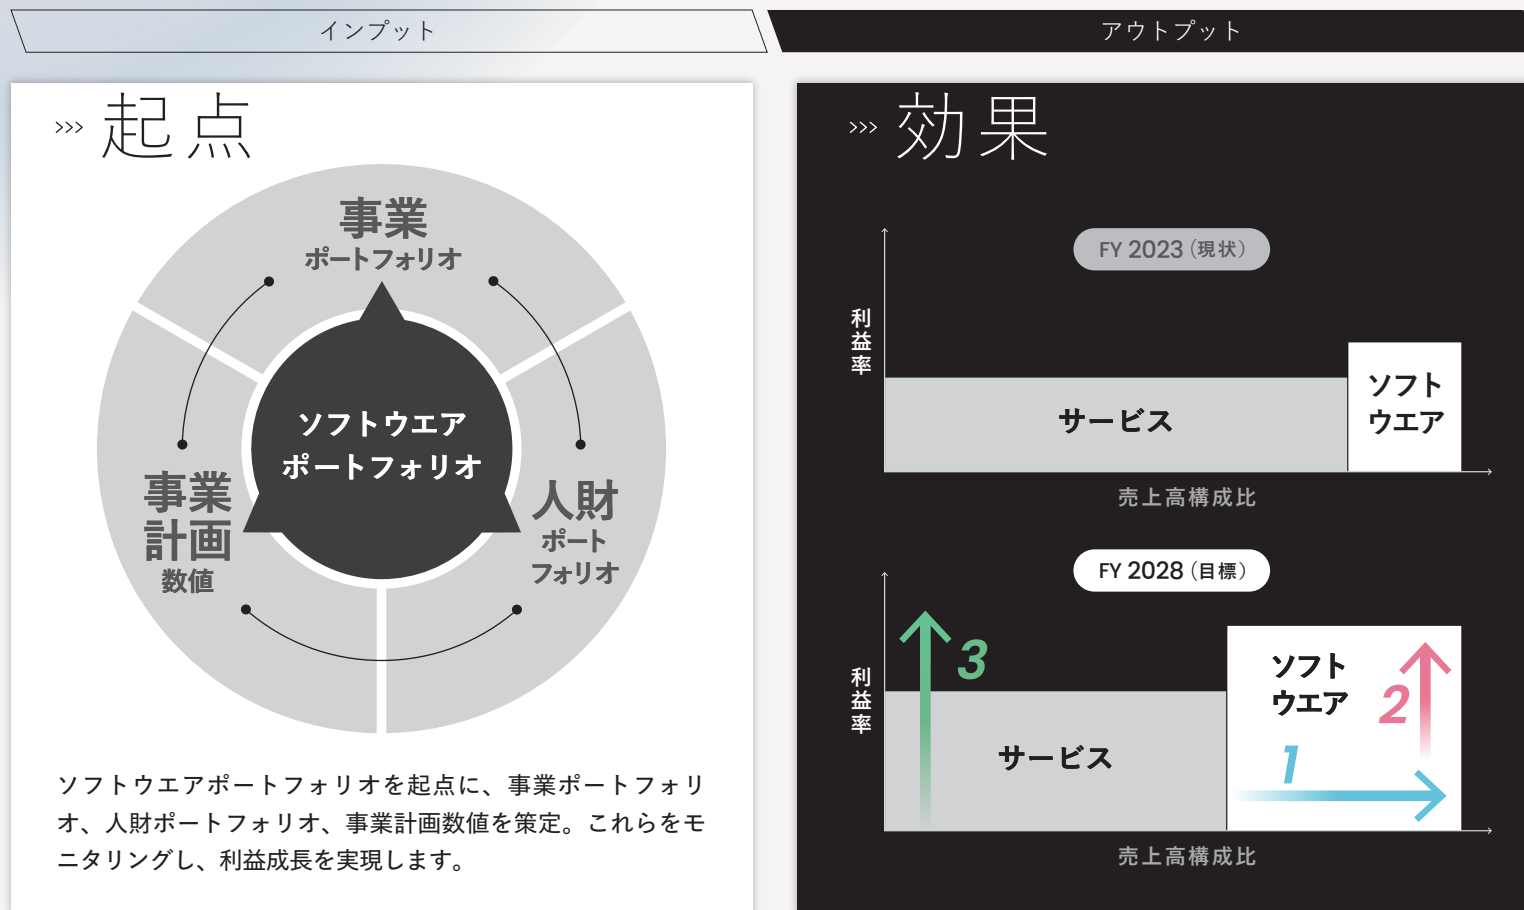 インプット
アウトプット
>>> 起点
事業
ポートフォリオ
ソフトウエア
ポートフォリオ
事業
計画
数値
人財
ポート
フォリオ
ソフトウエアポートフォリオを起点に、事業ポートフォリ
オ、人財ポートフォリオ、事業計画数値を策定。これらをモ
ニタリングし、利益成長を実現します。
>>> 効果
FY 2023（現状）
利益率
サービス
ソフト
ウエア
売上高構成比
FY 2028（目標）
利益率
3
サービス
ソフト
ウエア
2
1
売上高構成比